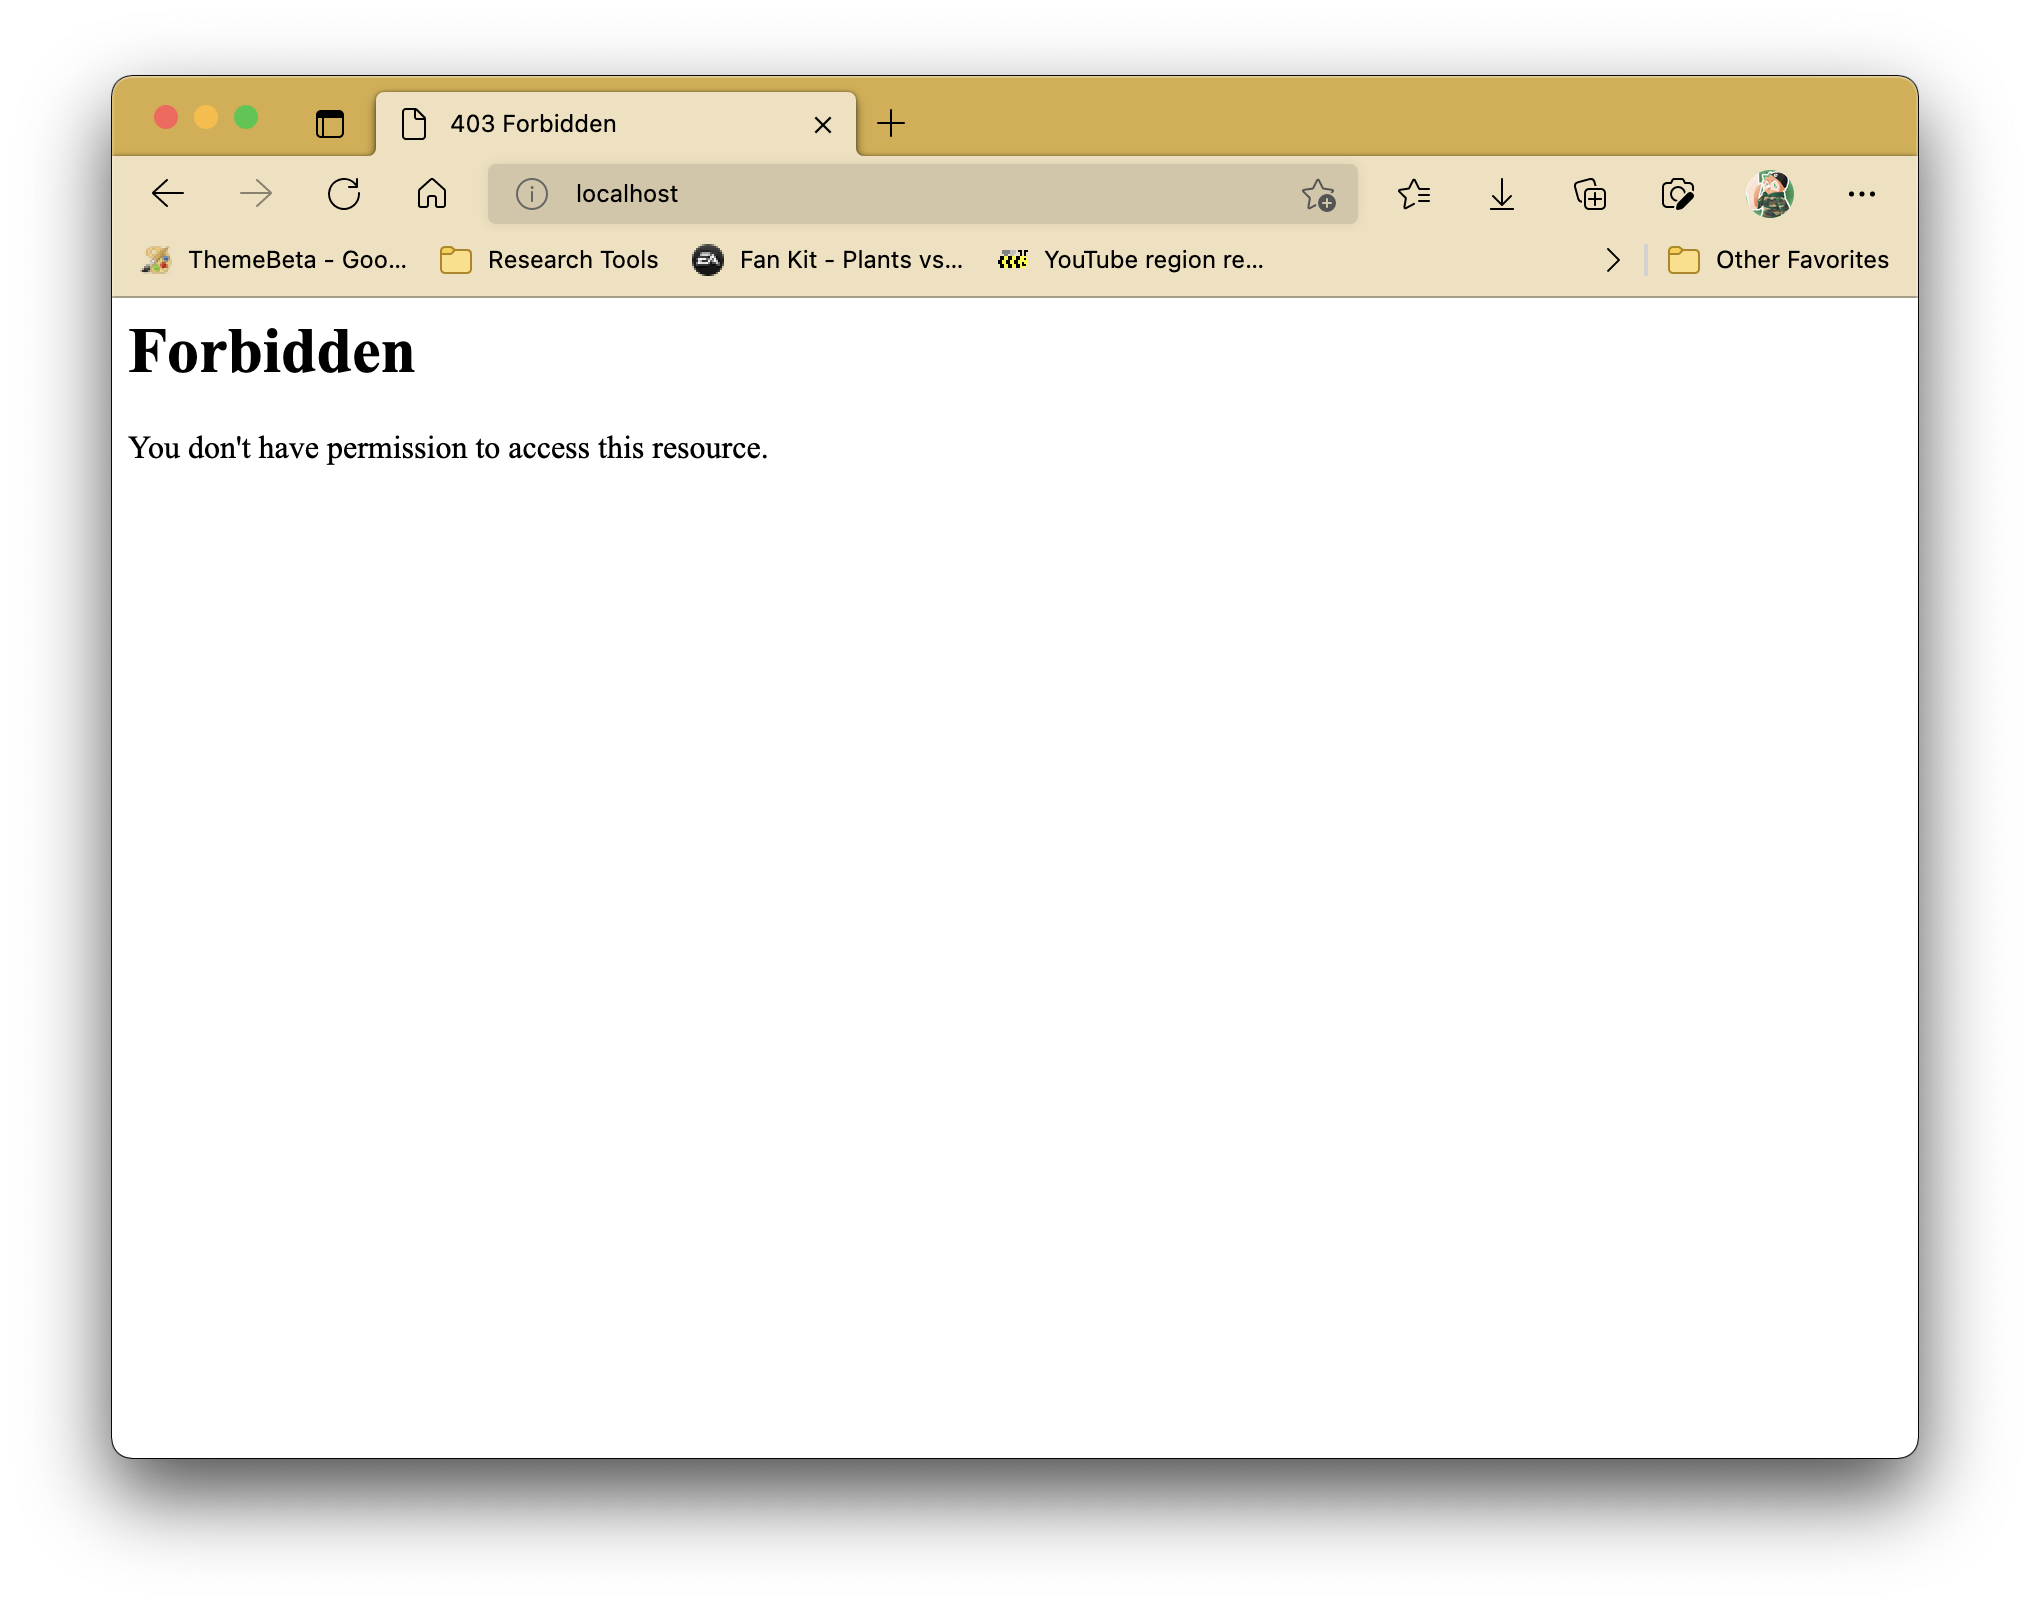 403 Forbidden
localhost
ThemeBeta - Goo...
Research Tools
EA
Fan Kit - Plants vs...
YouTube region re...
Other Favorites
Forbidden
You don't have permission to access this resource.